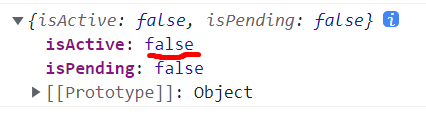 {isActive: false, isPending: false} i
isActive: false
isPending: false
[[Prototype]]: Object